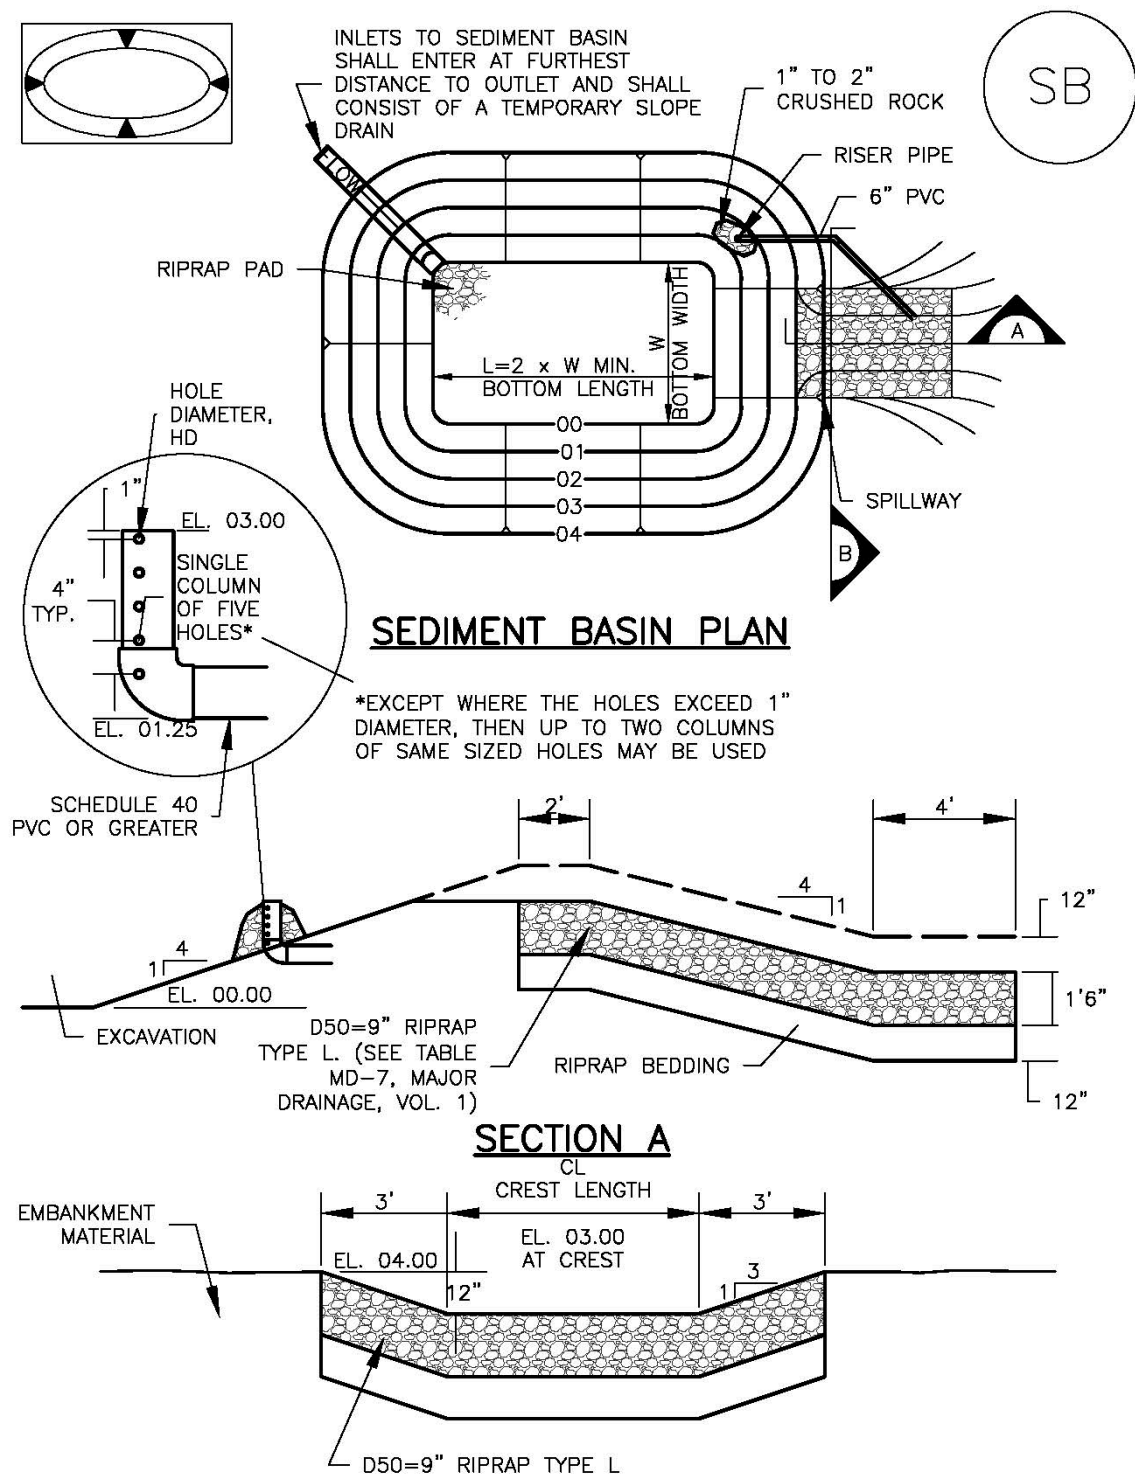 INLETS TO SEDIMENT BASIN
SHALL ENTER AT FURTHEST
DISTANCE TO OUTLET AND SHALL
CONSIST OF A TEMPORARY SLOPE
DRAIN
1" TO 2"
CRUSHED ROCK
SB
RISER PIPE
6" PVC
FLOW
RIPRAP PAD
W
BOTTOM WIDTH
L=2 x W MIN.
BOTTOM LENGTH
A
00
01
02
03
04
SPILLWAY
B
HOLE
DIAMETER,
HD
1"
EL. 03.00
4"
TYP.
SINGLE
COLUMN
OF FIVE
HOLES*
EL. 01.25
SEDIMENT BASIN PLAN
*EXCEPT WHERE THE HOLES EXCEED 1"
DIAMETER, THEN UP TO TWO COLUMNS
OF SAME SIZED HOLES MAY BE USED
SCHEDULE 40
PVC OR GREATER
2'
4'
4
1
12"
4
1
EL. 00.00
1'6"
EXCAVATION
D50=9" RIPRAP
TYPE L. (SEE TABLE
MD-7, MAJOR
DRAINAGE, VOL. 1)
RIPRAP BEDDING
12"
SECTION A
CL
CREST LENGTH
3'
3'
EMBANKMENT
MATERIAL
EL. 04.00
EL. 03.00
AT CREST
12"
3
1
D50=9" RIPRAP TYPE L